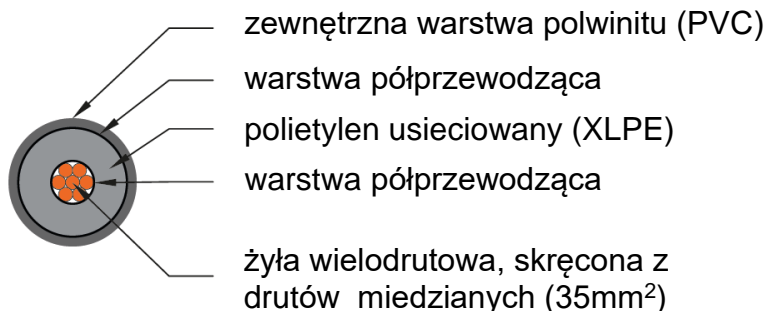 zewnętrzna warstwa polwinitu (PVC)
warstwa półprzewodząca
polietylen usieciowany (XLPE)
warstwa półprzewodząca
żyła wielodrutowa, skręcona z
drutów miedzianych (35mm²)